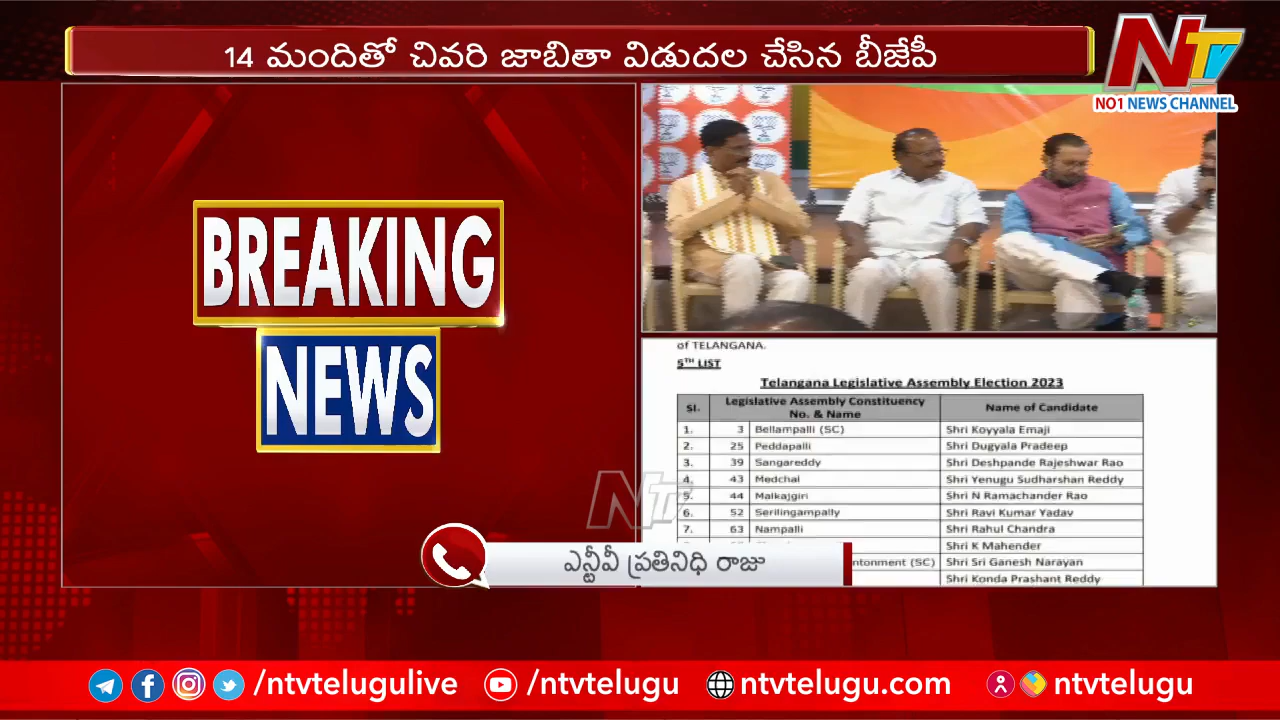 14 మందితో చివరి జాబితా విడుదల చేసిన బీజేపీ
NTV
NO1 NEWS CHANNEL
BREAKING
NEWS
of TELANGANA.
5TH LIST
Telangana Legislative Assembly Election 2023
Sl. Legislative Assembly Constituency No. & Name Name of Candidate
1. 3 Bellampalli (SC) Shri Koyyala Emaji
2. 25 Peddapalli Shri Dugyala Pradeep
3. 39 Sangareddy Shri Deshpande Rajeshwar Rao
4. 43 Medchal Shri Yenugu Sudharshan Reddy
5. 44 Malkajgiri Shri N Ramachander Rao
6. 52 Serilingampally Shri Ravi Kumar Yadav
7. 63 Nampalli Shri Rahul Chandra
Shri K Mahender
ntonment (SC) Shri Sri Ganesh Narayan
Shri Konda Prashant Reddy
NTV
ఎన్టీవీ ప్రతినిధి రాజు
/ntvtelugulive /ntvtelugu ntvtelugu.com ntvtelugu